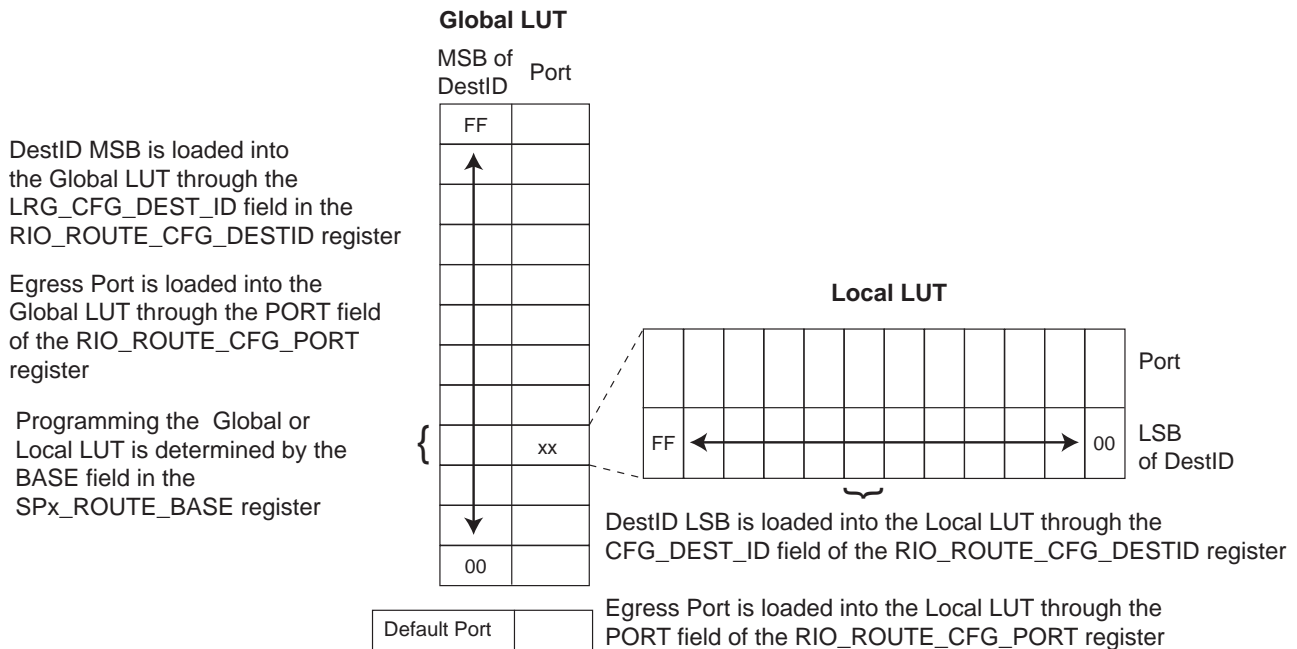 Global LUT
MSB of
DestID
Port
FF
DestID MSB is loaded into
the Global LUT through the
LRG_CFG_DEST_ID field in the
RIO_ROUTE_CFG_DESTID register
Egress Port is loaded into the
Global LUT through the PORT field
of the RIO_ROUTE_CFG_PORT
register
Programming the Global or
Local LUT is determined by the
BASE field in the
SPx_ROUTE_BASE register
{
xx
00
Default Port
Local LUT
Port
FF
00
LSB
of DestID
DestID LSB is loaded into the Local LUT through the
CFG_DEST_ID field of the RIO_ROUTE_CFG_DESTID register
Egress Port is loaded into the Local LUT through the
PORT field of the RIO_ROUTE_CFG_PORT register